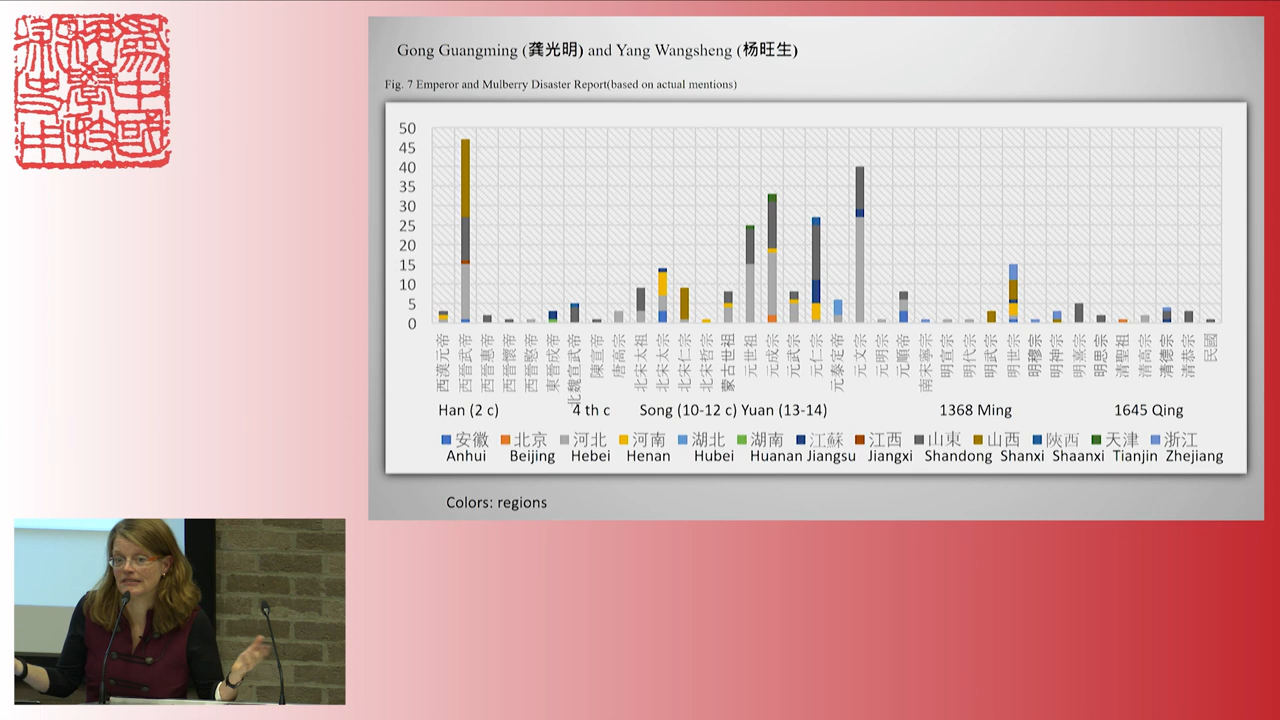 Gong Guangming (龚光明) and Yang Wangsheng (杨旺生)
Fig. 7 Emperor and Mulberry Disaster Report(based on actual mentions)
50
45
40
35
30
25
20
15
10
5
0
西漢元帝
西晉武帝
西晉惠帝
西晉懷帝
西晉愍帝
東晉成帝
北魏宣武帝
陳宣帝
唐高宗
北宋太祖
北宋太宗
北宋仁宗
北宋哲宗
蒙古世祖
元世祖
元成宗
元武宗
元仁宗
元泰定帝
元文宗
元明宗
元順帝
南宋寧宗
明宣宗
明代宗
明武宗
明世宗
明穆宗
明神宗
明熹宗
明思宗
清聖祖
清高宗
清德宗
清恭宗
民國
Han (2 c) 4 th c Song (10-12 c) Yuan (13-14) 1368 Ming 1645 Qing
安徽 北京 河北 河南 湖北 湖南 江蘇 江西 山東 山西 陝西 天津 浙江
Anhui Beijing Hebei Henan Hubei Huanan Jiangsu Jiangxi Shandong Shanxi Shaanxi Tianjin Zhejiang
Colors: regions